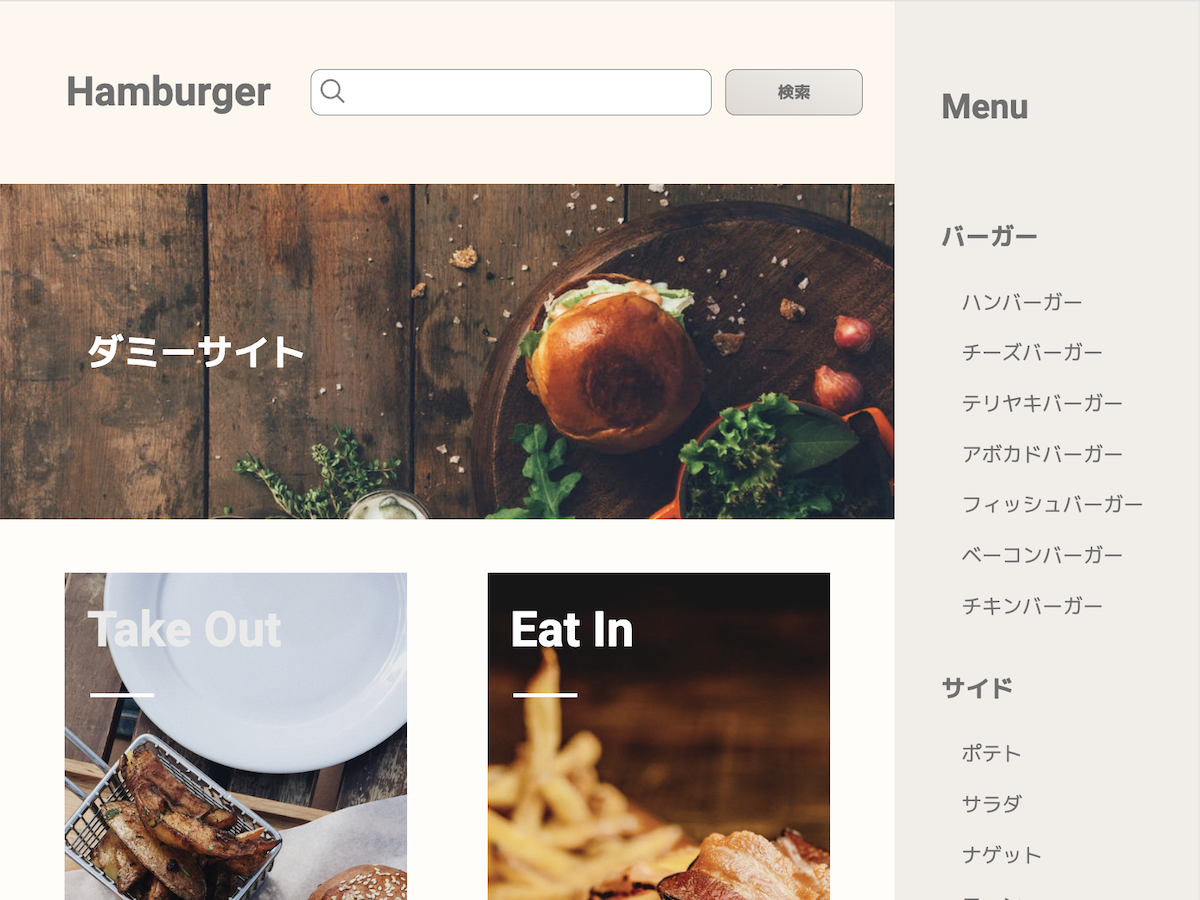 Hamburger
検索
ダミーサイト
Take Out
Eat In
Menu
バーガー
ハンバーガー
チーズバーガー
テリヤキバーガー
アボカドバーガー
フィッシュバーガー
ベーコンバーガー
チキンバーガー
サイド
ポテト
サラダ
ナゲット